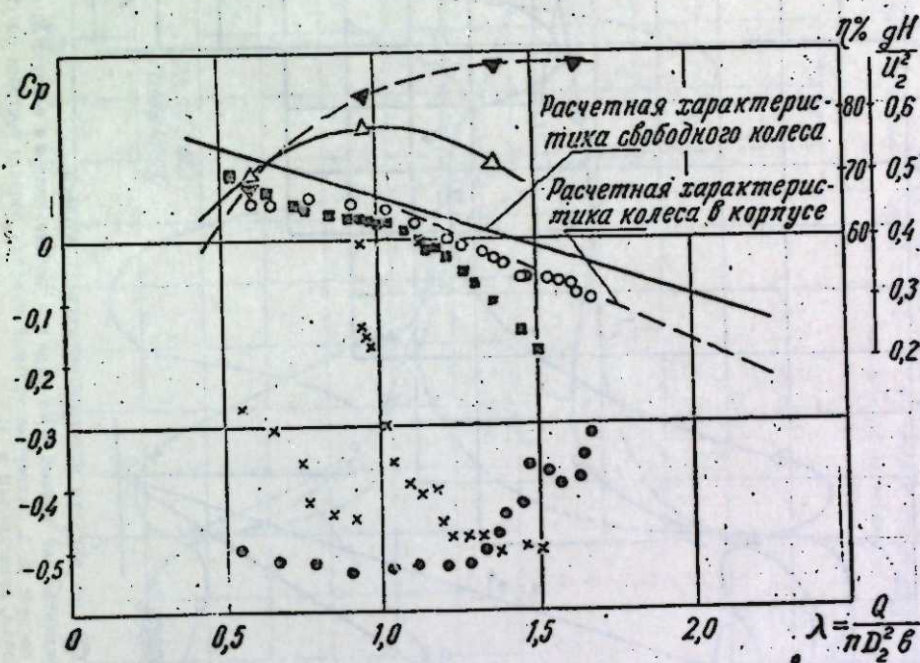 η% gH
U₂²
Cp
80 0,6
Расчетная характерис-
тика свободного колеса
70 0,5
Расчетная характерис-
тика колеса в корпусе
0
60 0,4
-0,1
0,3
-0,2
0,2
-0,3
-0,4
-0,5
0 0,5 1,0 1,5 2,0 λ = Q
nD₂²в